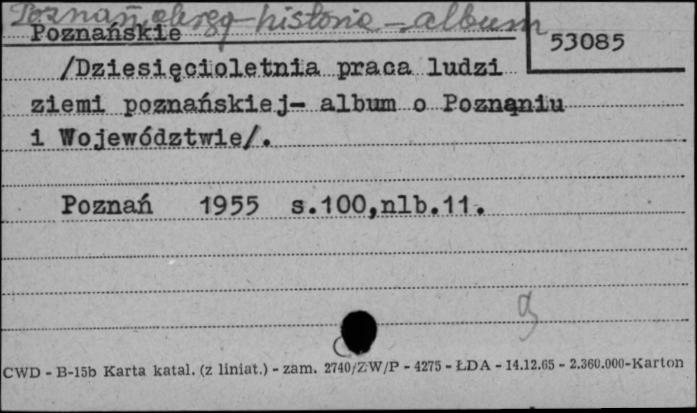 Poznań, okręg - historia - album
Poznańskie
53085
/Dziesięcioletnia praca ludzi
ziemi poznańskiej- album o Poznaniu
i Województwie/.
Poznań 1955 s.100,nlb.11.
CWD - B-15b Karta katal. (z liniat.) - zam. 2740/ZW/P - 4275 - ŁDA - 14.12.65 - 2.360.000-Karton